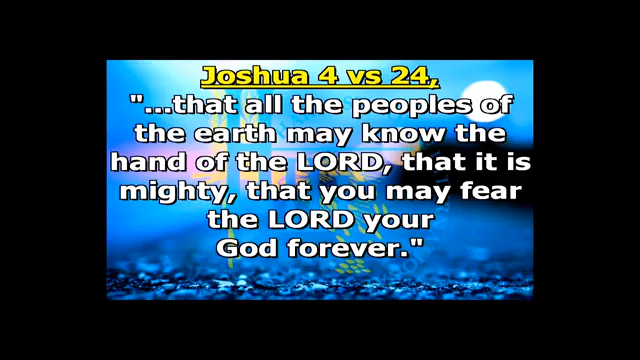 Joshua 4 vs 24,
"...that all the peoples of
the earth may know the
hand of the LORD, that it is
mighty, that you may fear
the LORD your
God forever."